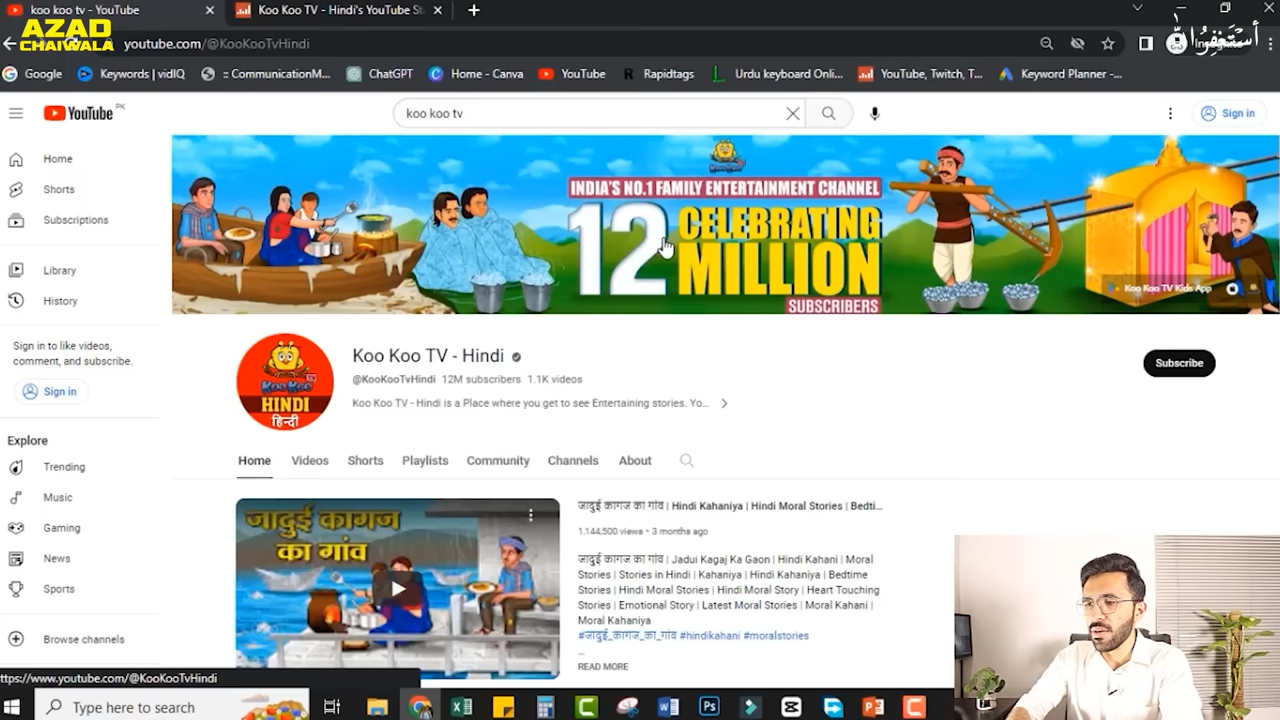 koo koo tv - YouTube
Koo Koo TV - Hindi's YouTube St
AZAD
CHAIWALA
youtube.com/@KooKooTvHindi
Google
Keywords | vidIQ
:: CommunicationM...
ChatGPT
Home - Canva
YouTube
Rapidtags
Urdu keyboard Onli...
YouTube, Twitch, T...
Keyword Planner -...
YouTube PK
koo koo tv
Sign in
Home
Shorts
Subscriptions
Library
History
Sign in to like videos,
comment, and subscribe.
Sign in
Explore
Trending
Music
Gaming
News
Sports
Browse channels
INDIA'S NO.1 FAMILY ENTERTAINMENT CHANNEL
12 CELEBRATING
MILLION
SUBSCRIBERS
Koo Koo TV Kids App
Koo Koo
HINDI
हिन्दी
Koo Koo TV - Hindi
@KooKooTvHindi 12M subscribers 1.1K videos
Koo Koo TV - Hindi is a Place where you get to see Entertaining stories. Yo...
Subscribe
Home Videos Shorts Playlists Community Channels About
जादुई कागज
का गांव
जादुई कागज का गांव | Hindi Kahaniya | Hindi Moral Stories | Bedti...
1,144,500 views • 3 months ago
जादुई कागज का गांव | Jadui Kagaj Ka Gaon | Hindi Kahani | Moral
Stories | Stories in Hindi | Kahaniya | Hindi Kahaniya | Bedtime
Stories | Hindi Moral Stories | Hindi Moral Story | Heart Touching
Stories | Emotional Story | Latest Moral Stories | Moral Kahani |
Moral Kahaniya
#जादुई_कागज_का_गांव #hindikahani #moralstories
...
READ MORE
ttps://www.youtube.com/@KooKooTvHindi
Type here to search